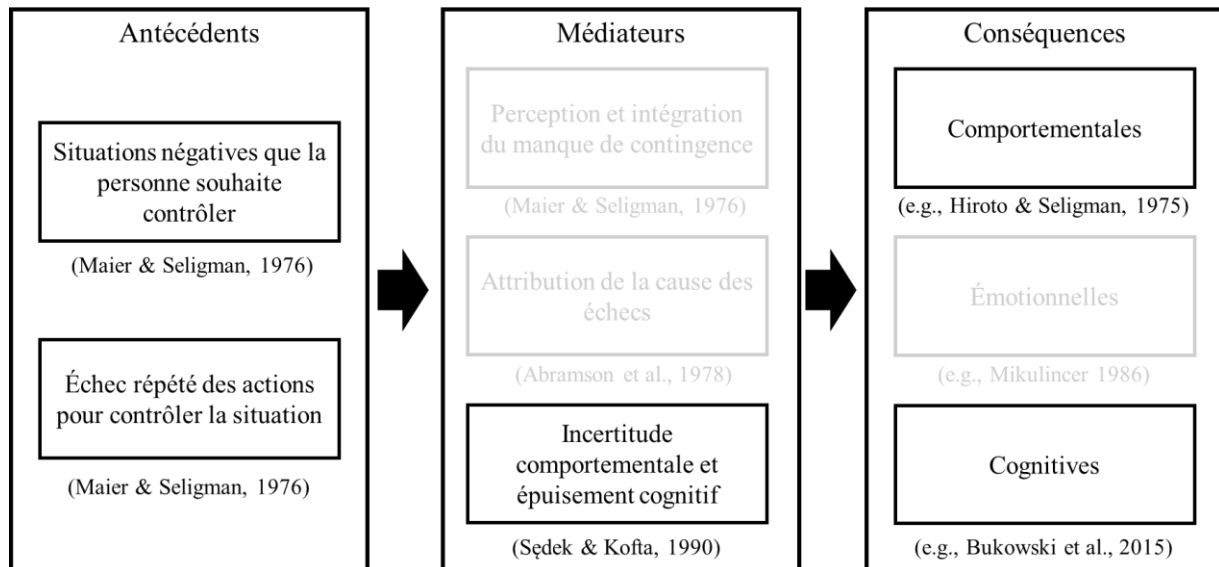 Antécédents
Situations négatives que la
personne souhaite
contrôler
(Maier & Seligman, 1976)
Échec répété des actions
pour contrôler la situation
(Maier & Seligman, 1976)
Médiateurs
Perception et intégration
du manque de contingence
(Maier & Seligman, 1976)
Attribution de la cause des
échecs
(Abramson et al., 1978)
Incertitude
comportementale et
épuisement cognitif
(Sędek & Kofta, 1990)
Conséquences
Comportementales
(e.g., Hiroto & Seligman, 1975)
Émotionnelles
(e.g., Mikulincer 1986)
Cognitives
(e.g., Bukowski et al., 2015)